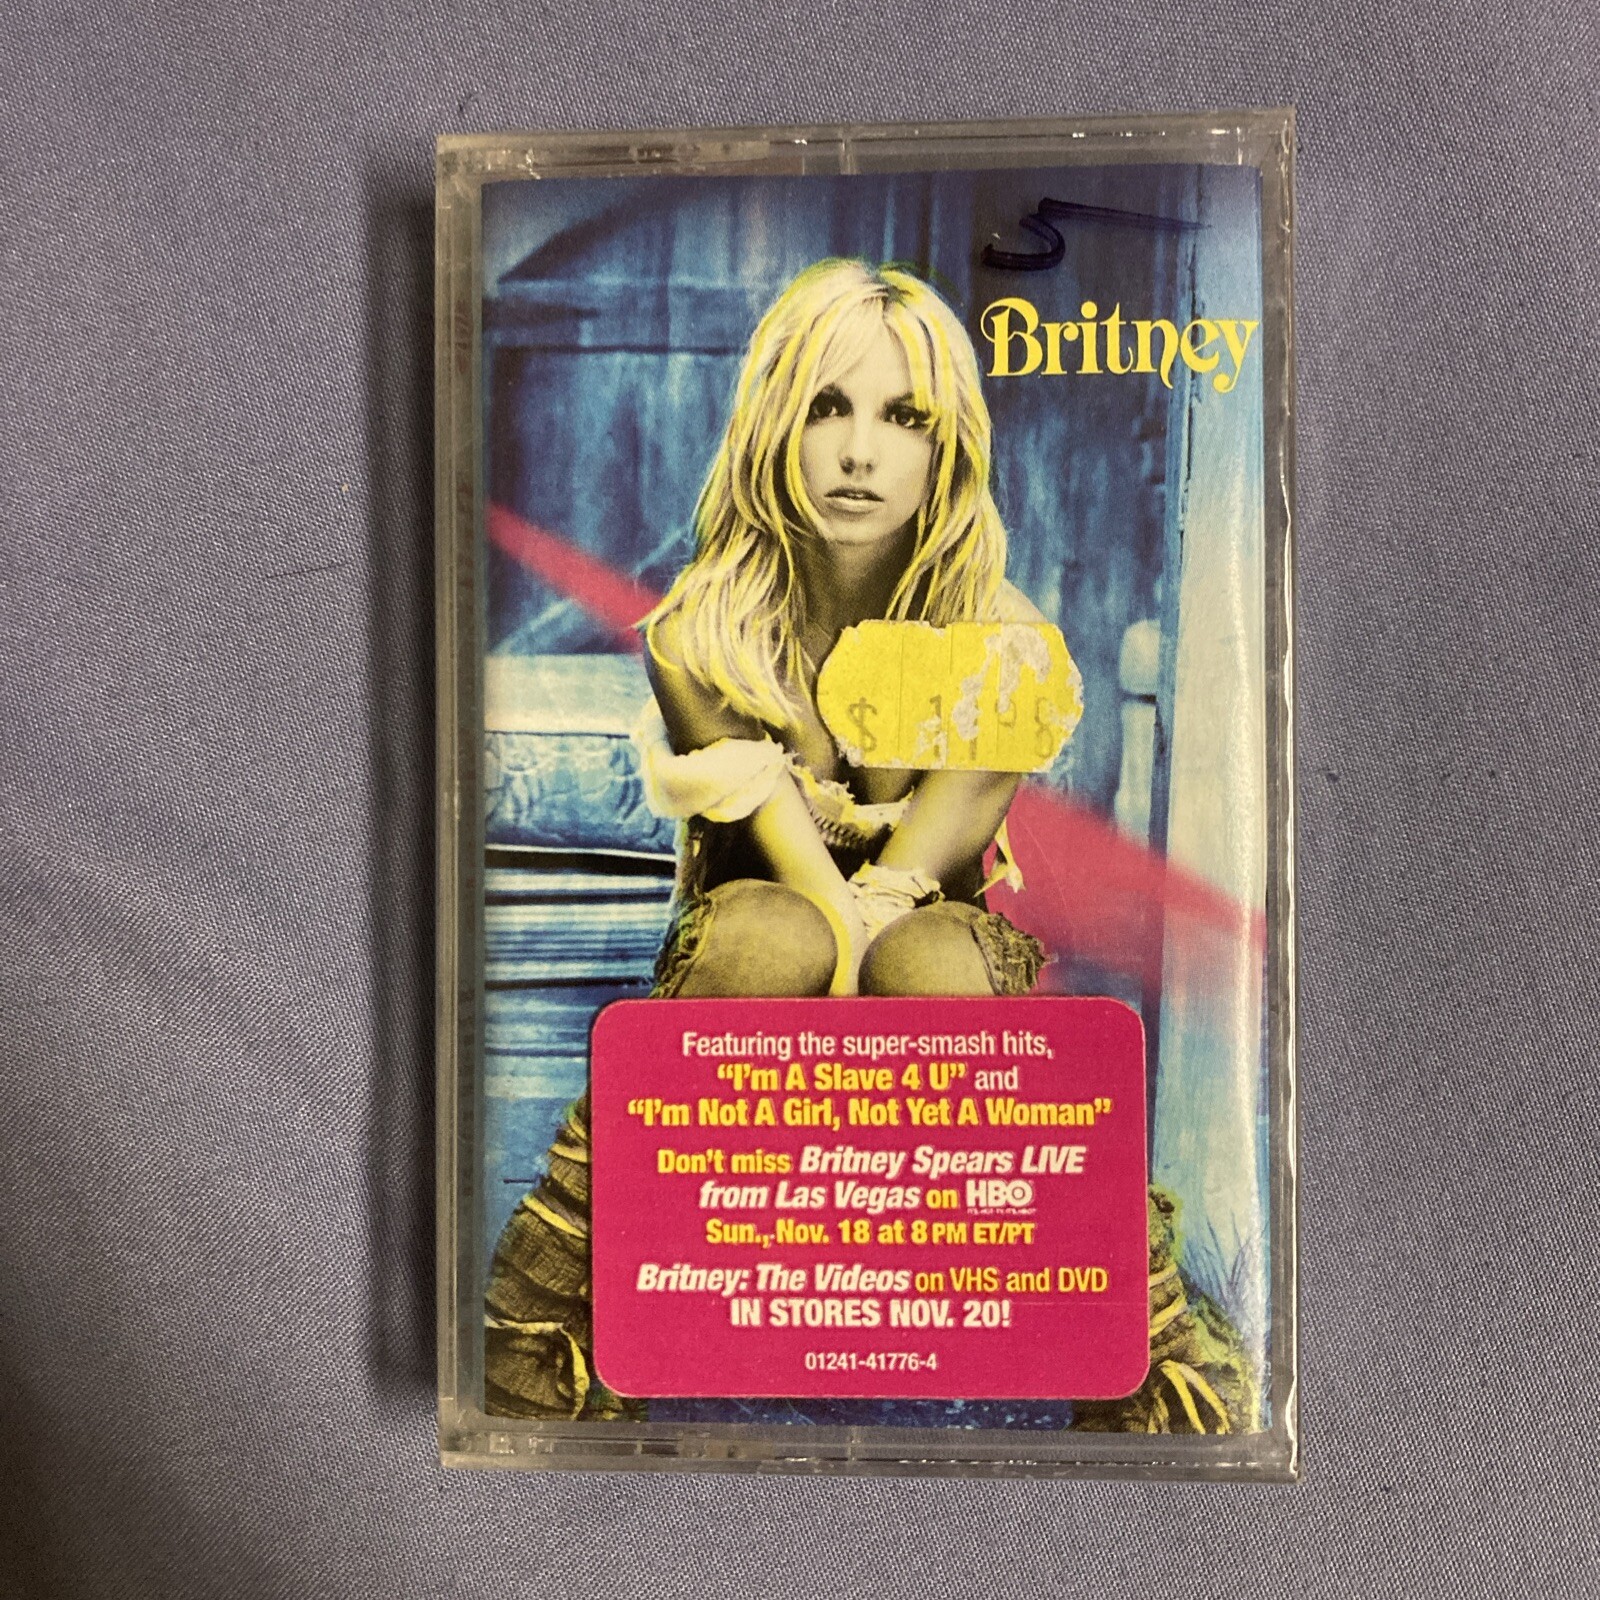 Britney
$
Featuring the super-smash hits,
"I'm A Slave 4 U" and
"I'm Not A Girl, Not Yet A Woman"
Don't miss Britney Spears LIVE
from Las Vegas on HBO
Sun., Nov. 18 at 8 PM ET/PT
Britney: The Videos on VHS and DVD
IN STORES NOV. 20!
01241-41776-4